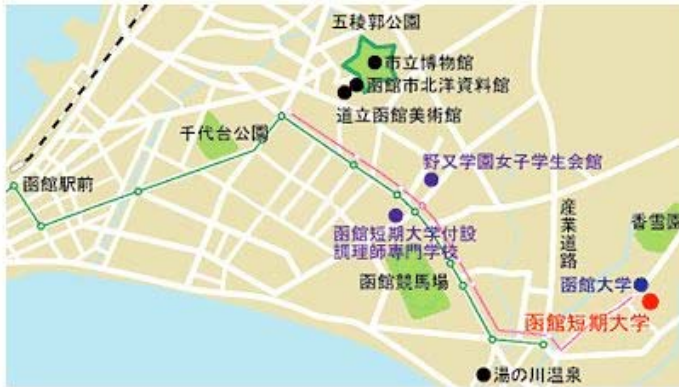 五稜郭公園
市立博物館
函館市北洋資料館
道立函館美術館
千代台公園
野又学園女子学生会館
函館駅前
産業道路
香雪園
函館短期大学付設
調理師専門学校
函館競馬場
函館大学
函館短期大学
湯の川温泉